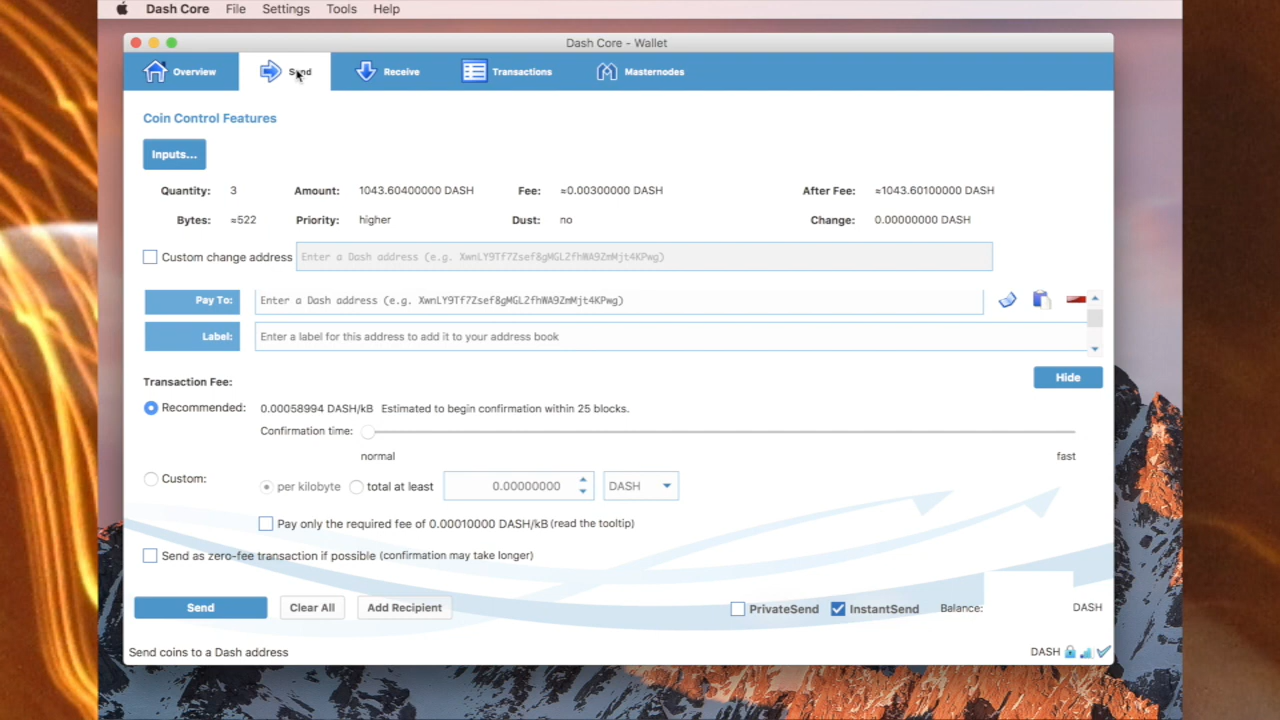 Dash Core File Settings Tools Help
Dash Core - Wallet
Overview Send Receive Transactions Masternodes
Coin Control Features
Inputs...
Quantity: 3 Amount: 1043.60400000 DASH Fee: ≈0.00300000 DASH After Fee: ≈1043.60100000 DASH
Bytes: ≈522 Priority: higher Dust: no Change: 0.00000000 DASH
Custom change address Enter a Dash address (e.g. XwnLY9Tf7Zsef8gMGL2fhWA9ZmMjt4KPwg)
Pay To: Enter a Dash address (e.g. XwnLY9Tf7Zsef8gMGL2fhWA9ZmMjt4KPwg)
Label: Enter a label for this address to add it to your address book
Hide
Transaction Fee:
Recommended: 0.00058994 DASH/kB Estimated to begin confirmation within 25 blocks.
Confirmation time:
normal fast
Custom: per kilobyte total at least 0.00000000 DASH
Pay only the required fee of 0.00010000 DASH/kB (read the tooltip)
Send as zero-fee transaction if possible (confirmation may take longer)
Send Clear All Add Recipient PrivateSend InstantSend Balance: DASH
Send coins to a Dash address DASH